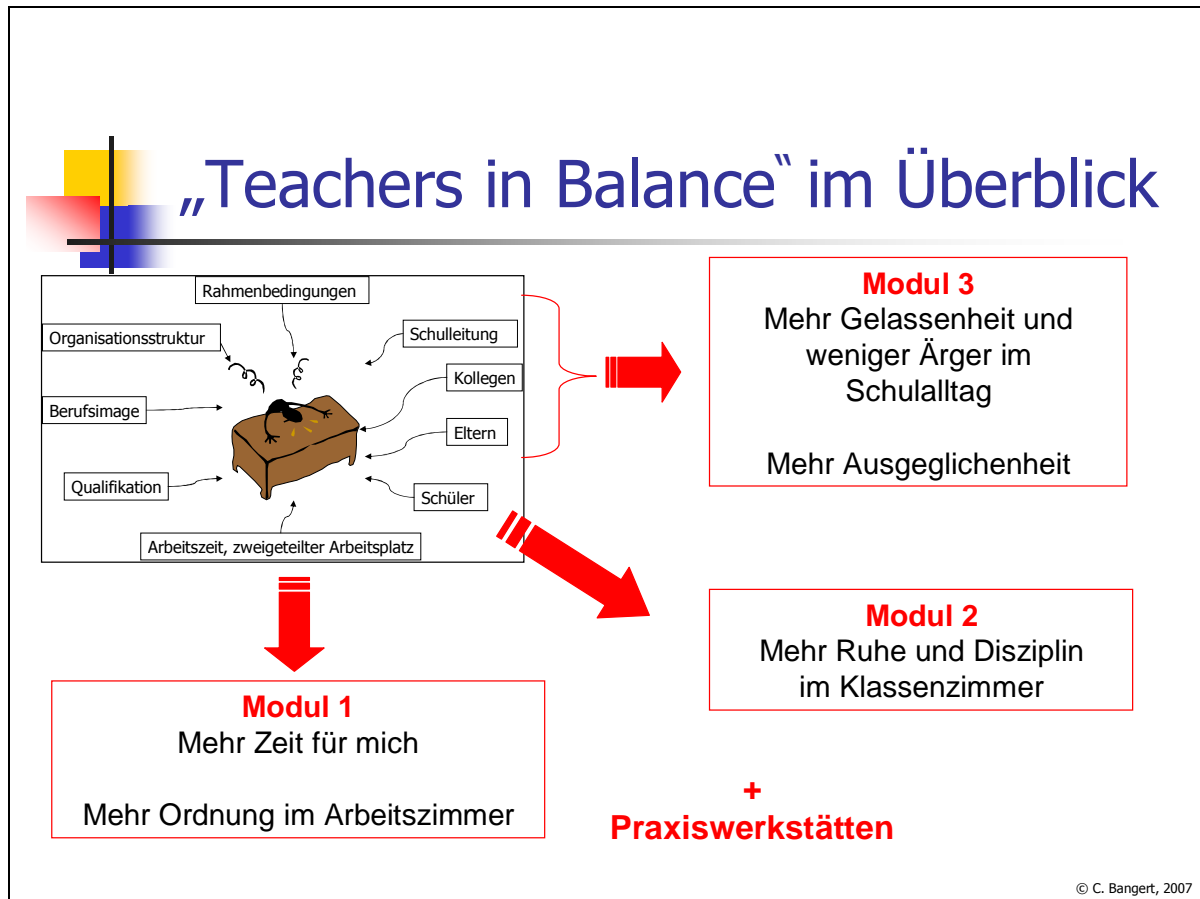 „Teachers in Balance“ im Überblick
Rahmenbedingungen
Organisationsstruktur
Schulleitung
Kollegen
Berufsimage
Eltern
Qualifikation
Schüler
Arbeitszeit, zweigeteilter Arbeitsplatz
Modul 3
Mehr Gelassenheit und
weniger Ärger im
Schulalltag
Mehr Ausgeglichenheit
Modul 2
Mehr Ruhe und Disziplin
im Klassenzimmer
Modul 1
Mehr Zeit für mich
Mehr Ordnung im Arbeitszimmer
+
Praxiswerkstätten
© C. Bangert, 2007